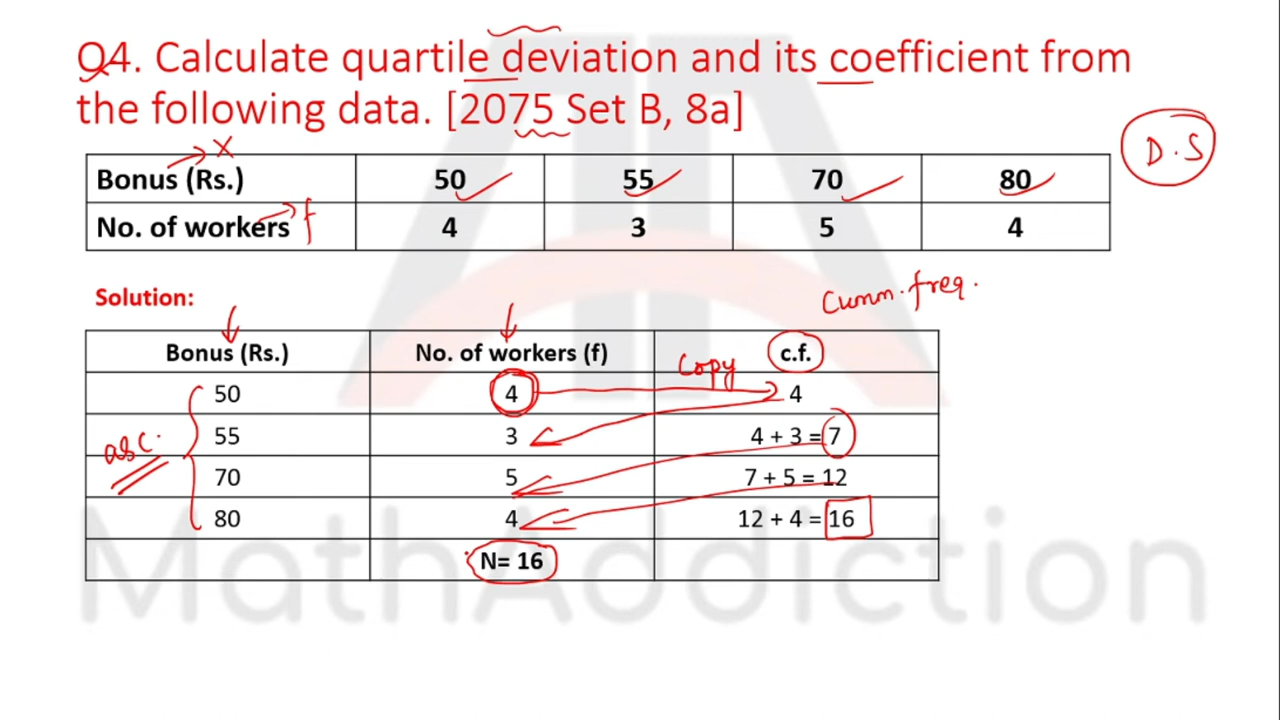 Q4. Calculate quartile deviation and its coefficient from
the following data. [2075 Set B, 8a]
D.S
x
Bonus (Rs.) 50 55 70 80
No. of workers f 4 3 5 4
Solution:
Cumm. freq.
Bonus (Rs.) No. of workers (f) c.f.
Copy
50 4 4
asc. 55 3 4 + 3 = 7
70 5 7 + 5 = 12
80 4 12 + 4 = 16
N= 16
MathAddiction